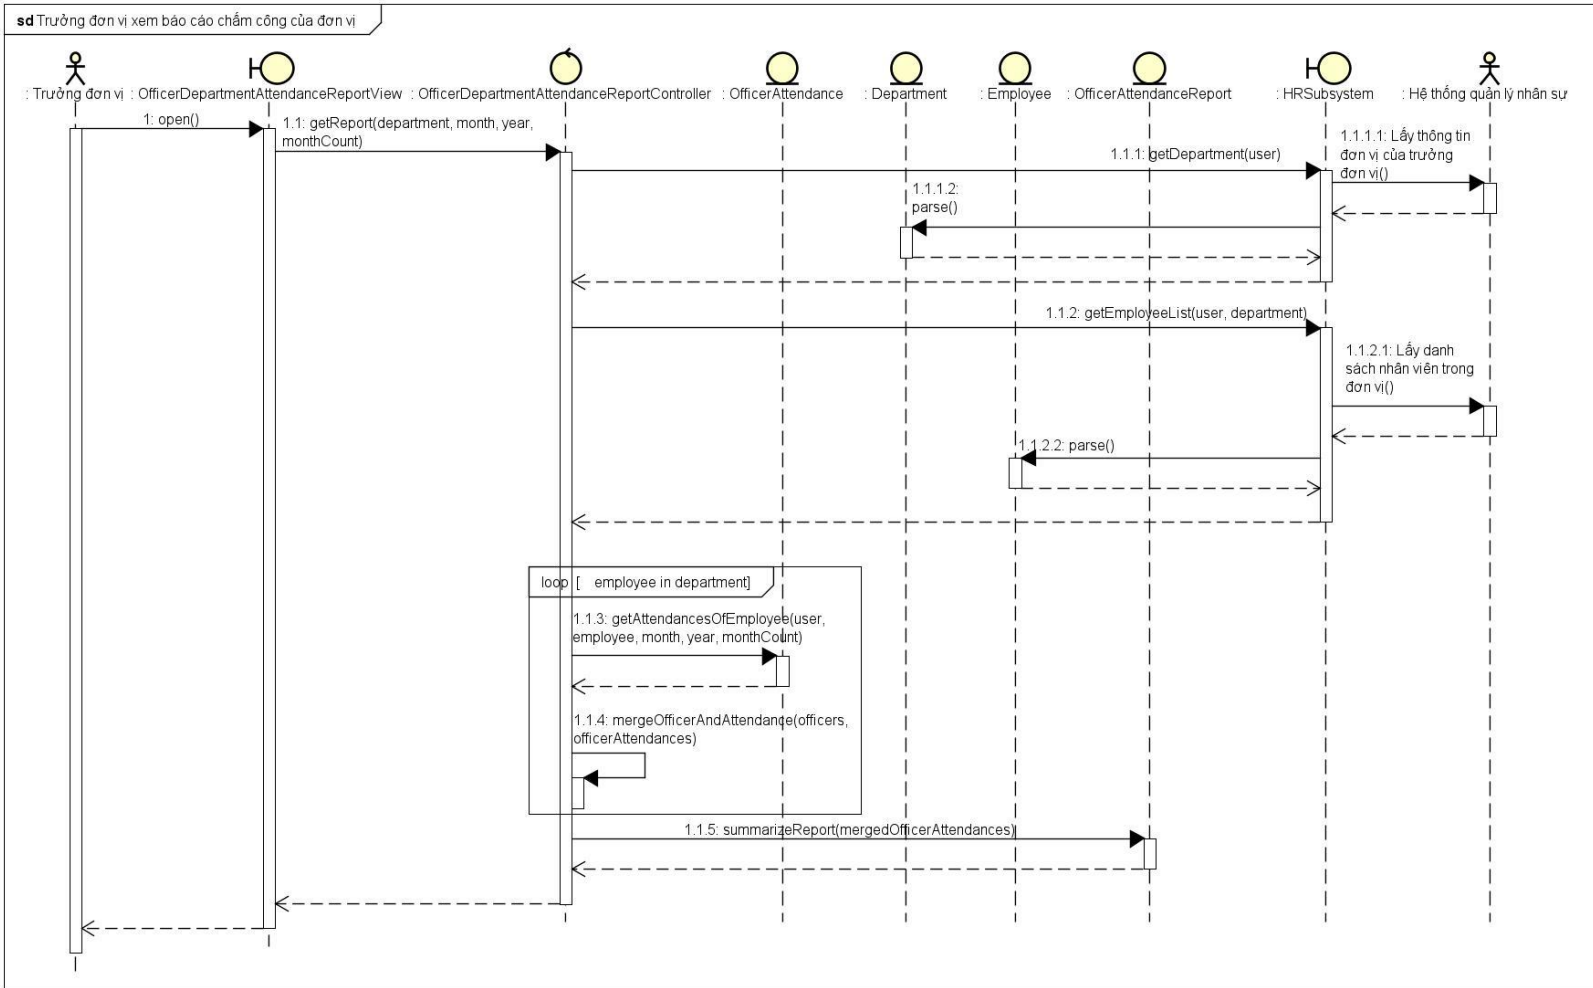 sd Trưởng đơn vị xem báo cáo chấm công của đơn vị
: Trưởng đơn vị
: OfficerDepartmentAttendanceReportView
: OfficerDepartmentAttendanceReportController
: OfficerAttendance
: Department
: Employee
: OfficerAttendanceReport
: HRSubsystem
: Hệ thống quản lý nhân sự
1: open()
1.1: getReport(department, month, year,
monthCount)
1.1.1: getDepartment(user)
1.1.1.1: Lấy thông tin
đơn vị của trưởng
đơn vị()
1.1.1.2:
parse()
1.1.2: getEmployeeList(user, department)
1.1.2.1: Lấy danh
sách nhân viên trong
đơn vị()
1.1.2.2: parse()
loop [ employee in department]
1.1.3: getAttendancesOfEmployee(user,
employee, month, year, monthCount)
1.1.4: mergeOfficerAndAttendance(officers,
officerAttendances)
1.1.5: summarizeReport(mergedOfficerAttendances)